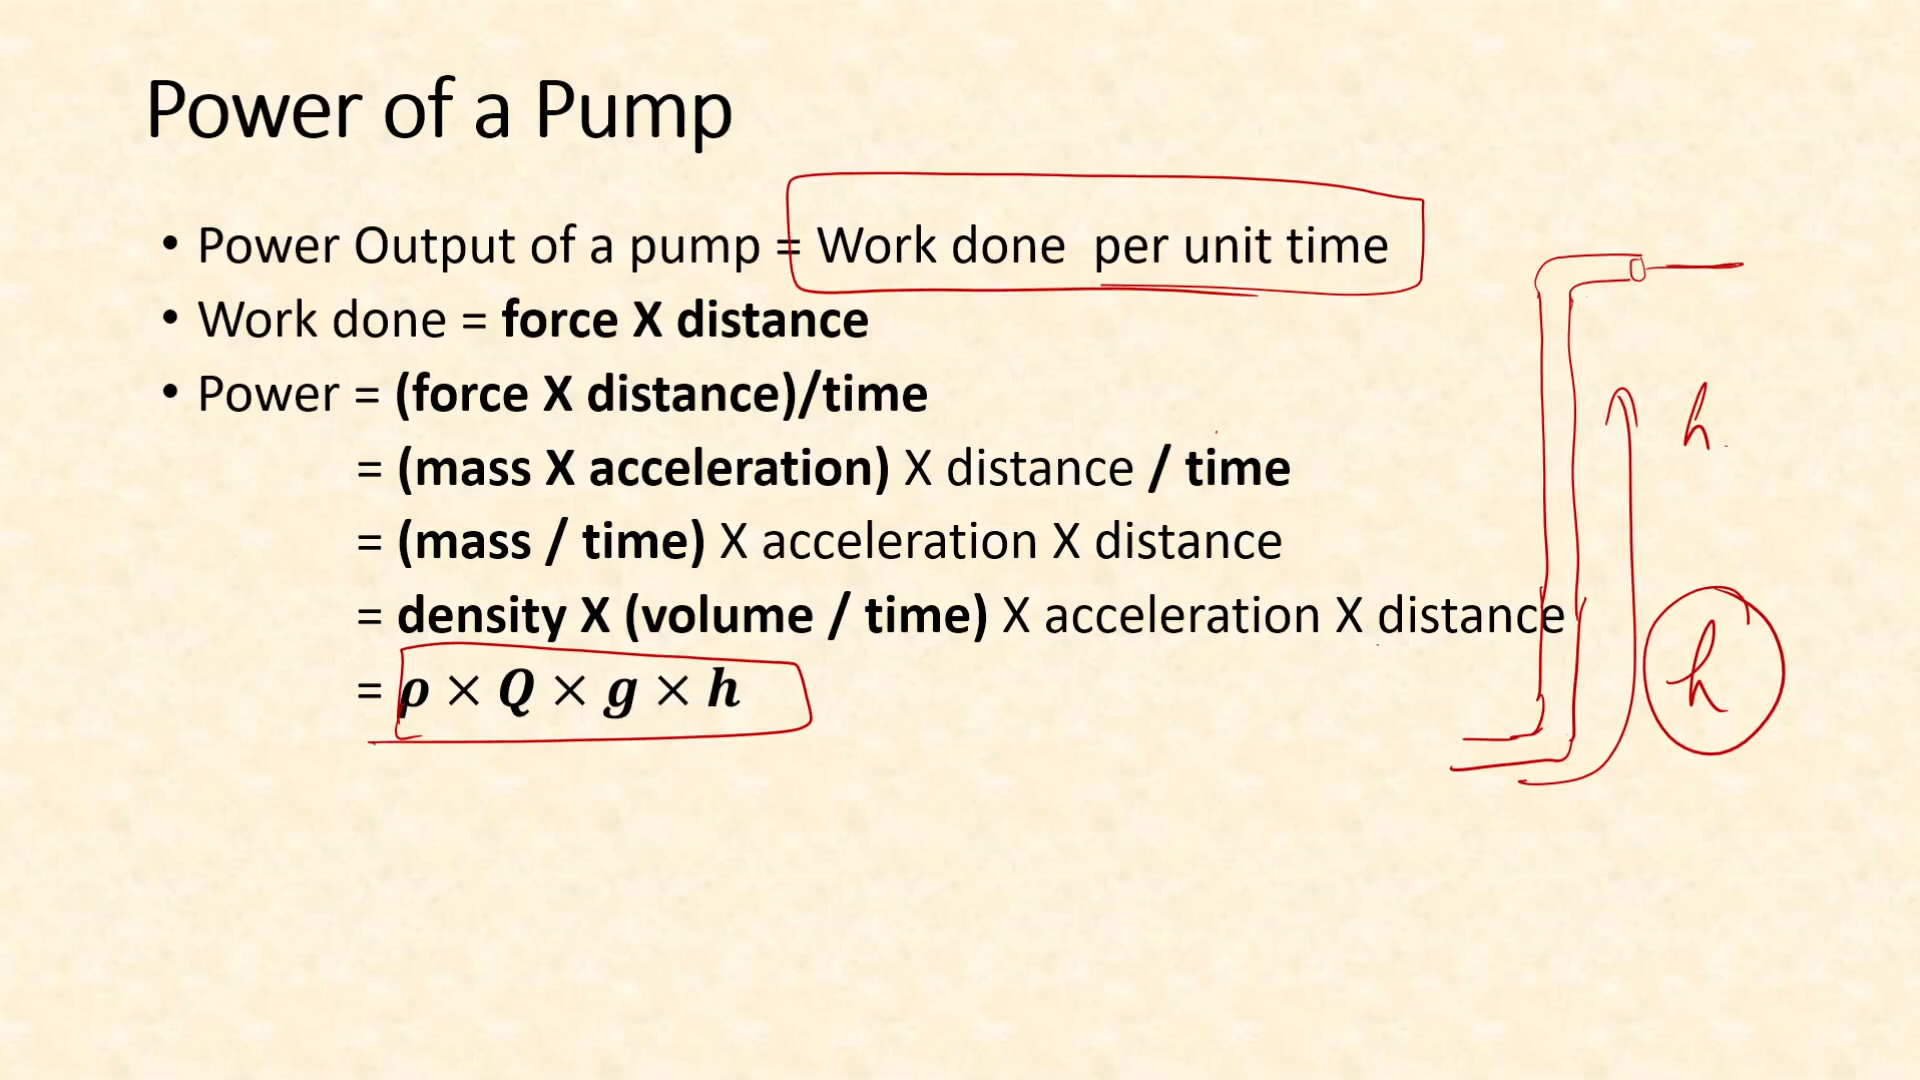 Power of a Pump
• Power Output of a pump = Work done per unit time
• Work done = force X distance
• Power = (force X distance)/time
= (mass X acceleration) X distance / time
= (mass / time) X acceleration X distance
= density X (volume / time) X acceleration X distance
= ρ × Q × g × h
h
h